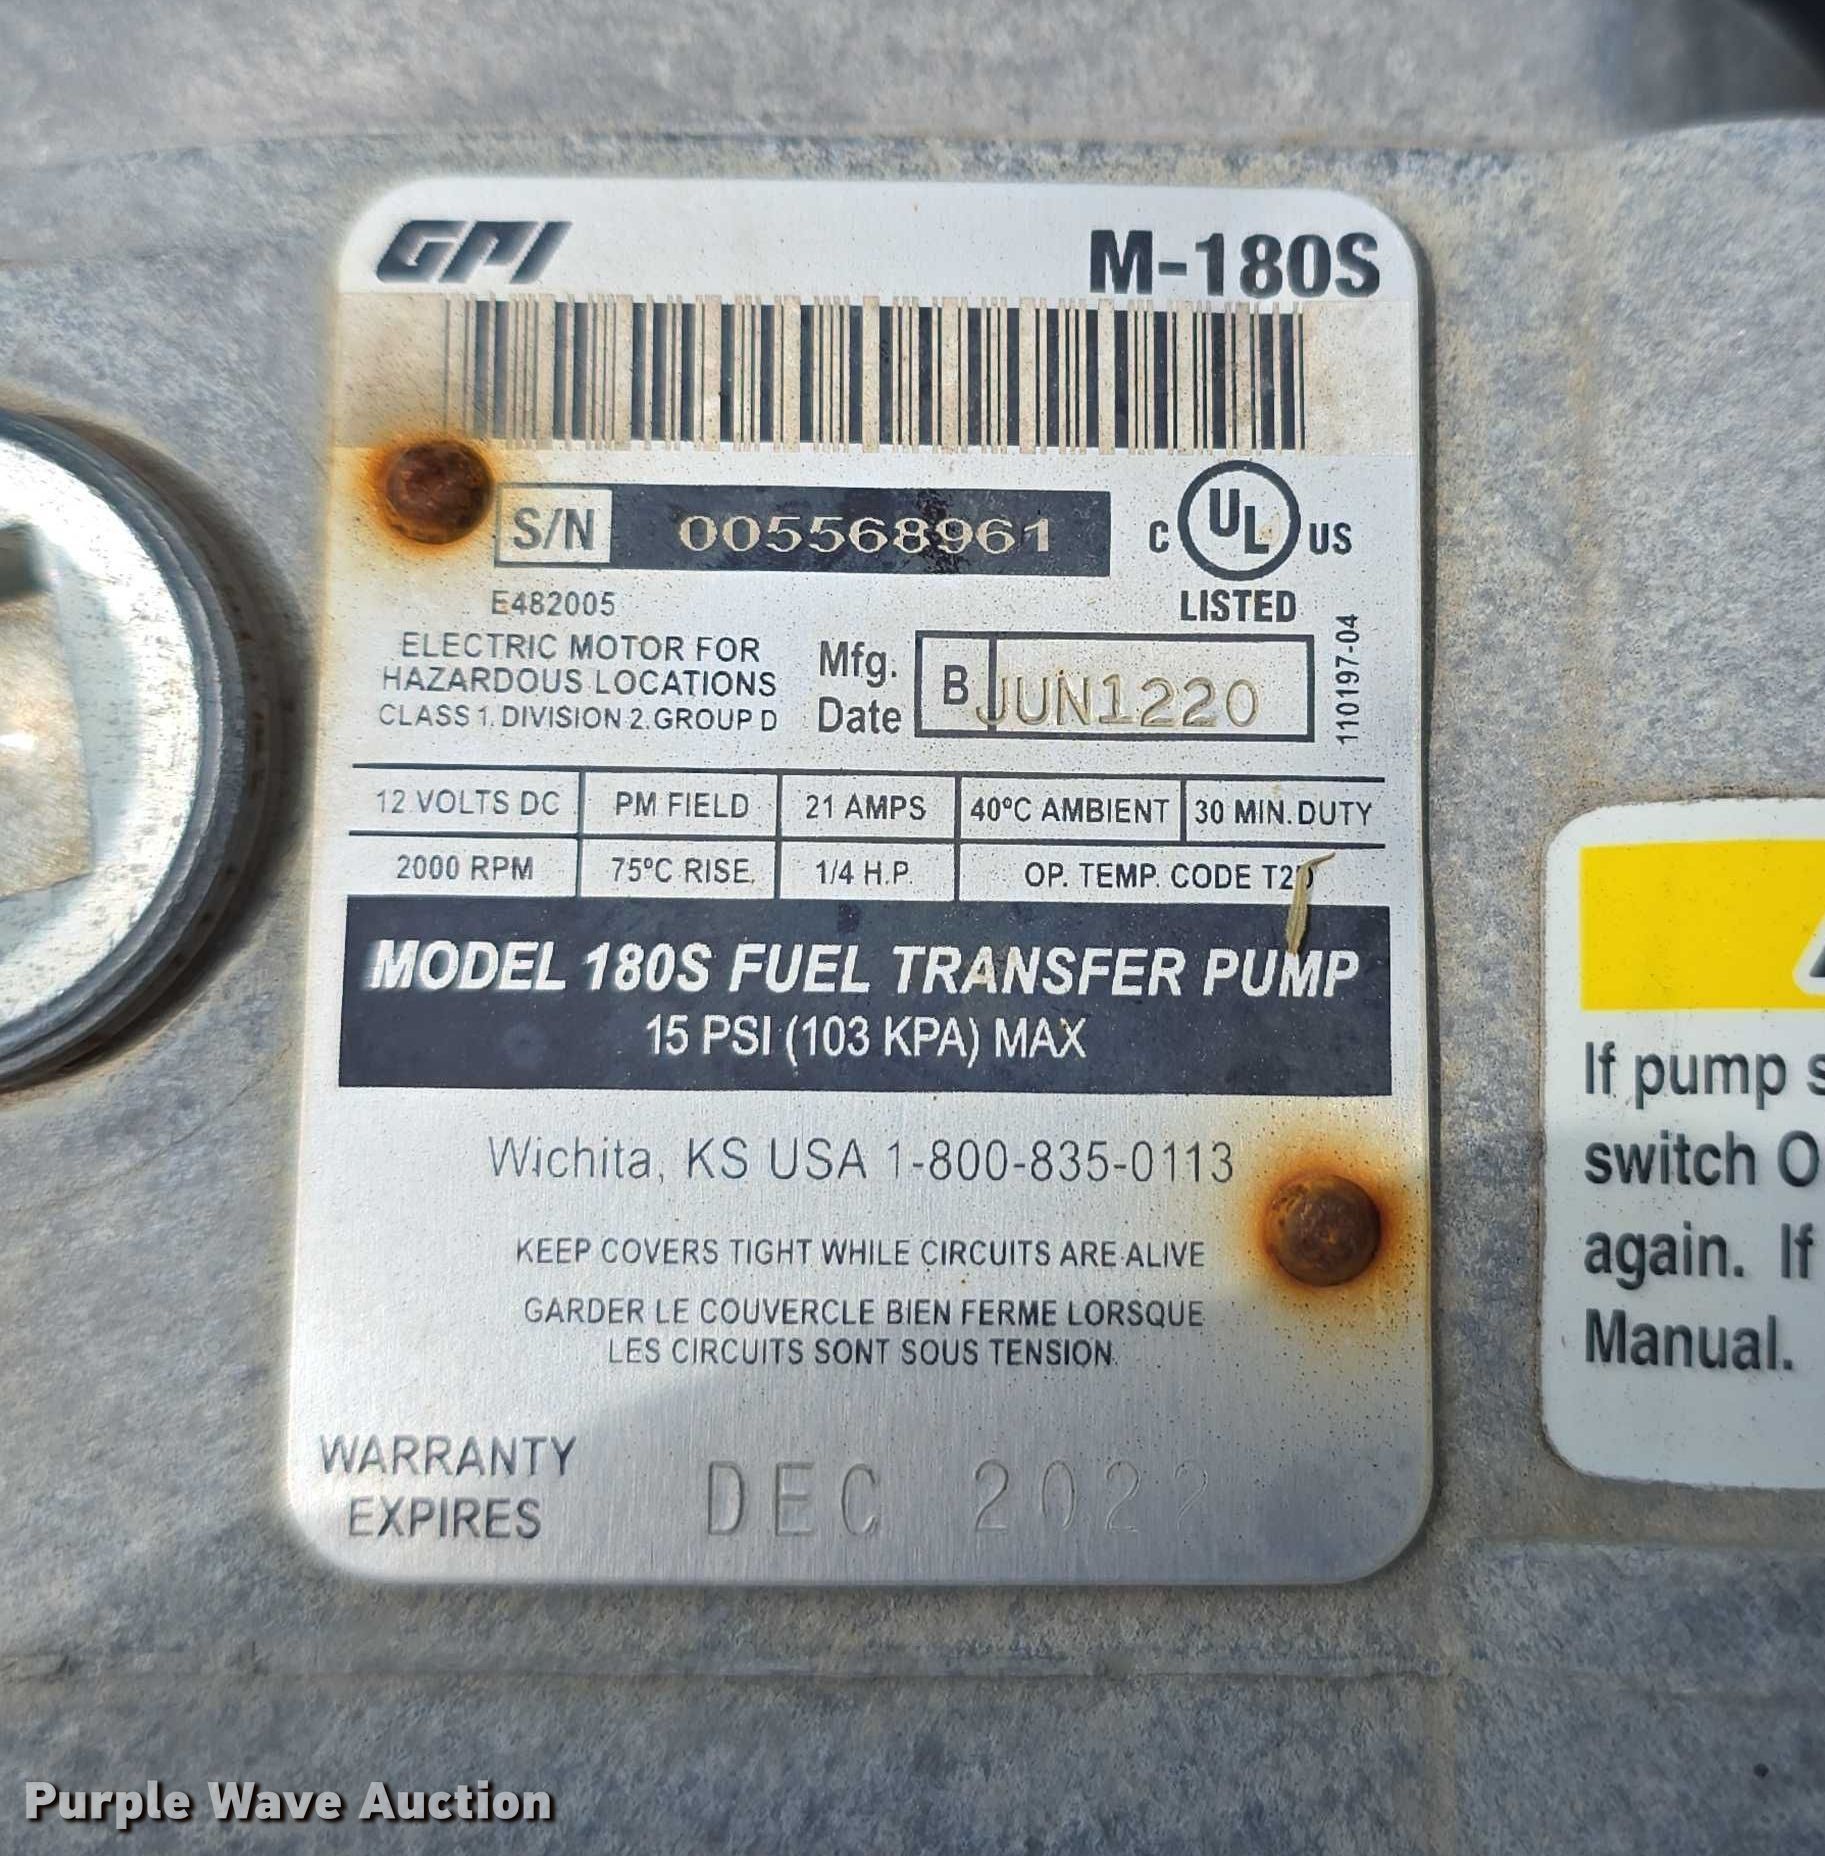 GPI
M-180S
S/N 005568961
C UL US
LISTED
E482005
ELECTRIC MOTOR FOR
HAZARDOUS LOCATIONS
CLASS 1. DIVISION 2. GROUP D
Mfg.
Date
B JUN1220
110197-04
12 VOLTS DC PM FIELD 21 AMPS 40°C AMBIENT 30 MIN. DUTY
2000 RPM 75°C RISE 1/4 H.P. OP. TEMP. CODE
MODEL 180S FUEL TRANSFER PUMP
15 PSI (103 KPA) MAX
Wichita, KS USA 1-800-835-0113
KEEP COVERS TIGHT WHILE CIRCUITS ARE ALIVE
GARDER LE COUVERCLE BIEN FERME LORSQUE
LES CIRCUITS SONT SOUS TENSION.
WARRANTY
EXPIRES
DEC 2022
If pump
switch
again. If
Manual.
Purple Wave Auction